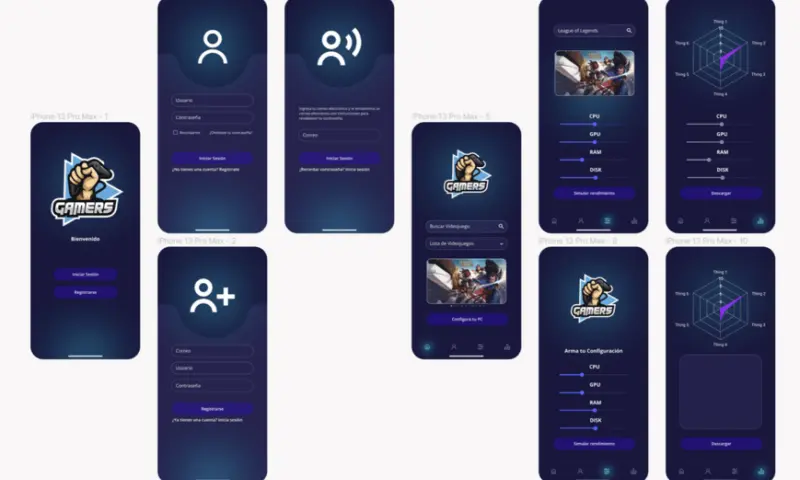 iPhone 13 Pro Max - 1
GAMERS
Bienvenido
Iniciar Sesión
Registrarse
Usuario
Contraseña
¿Olvidaste tu contraseña?
Iniciar Sesión
¿No tienes una cuenta? Regístrate
Correo
Iniciar Sesión
¿Recordar contraseña? Inicia sesión
iPhone 13 Pro Max - 2
Correo
Usuario
Contraseña
Registrarse
¿Ya tienes una cuenta? Inicia sesión
iPhone 13 Pro Max - 5
GAMERS
Buscar Videojuego
Lista de Videojuegos
Configura tu PC
League of Legends
CPU
GPU
RAM
DISK
Simular rendimiento
Thing 1
Thing 6
Thing 2
Thing 5
Thing 3
Thing 4
CPU
GPU
RAM
DISK
Descargar
iPhone 13 Pro Max - 8
GAMERS
Arma tu Configuración
CPU
GPU
RAM
DISK
Simular rendimiento
iPhone 13 Pro Max - 10
Thing 1
Thing 6
Thing 2
Thing 5
Thing 3
Thing 4
Descargar